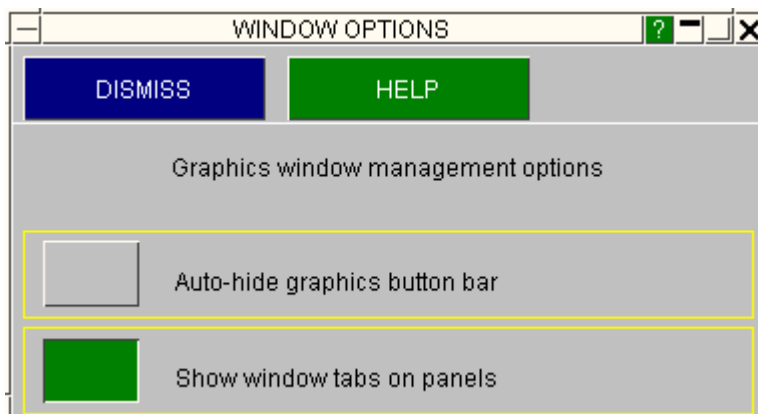 WINDOW OPTIONS ?
DISMISS HELP
Graphics window management options
Auto-hide graphics button bar
Show window tabs on panels